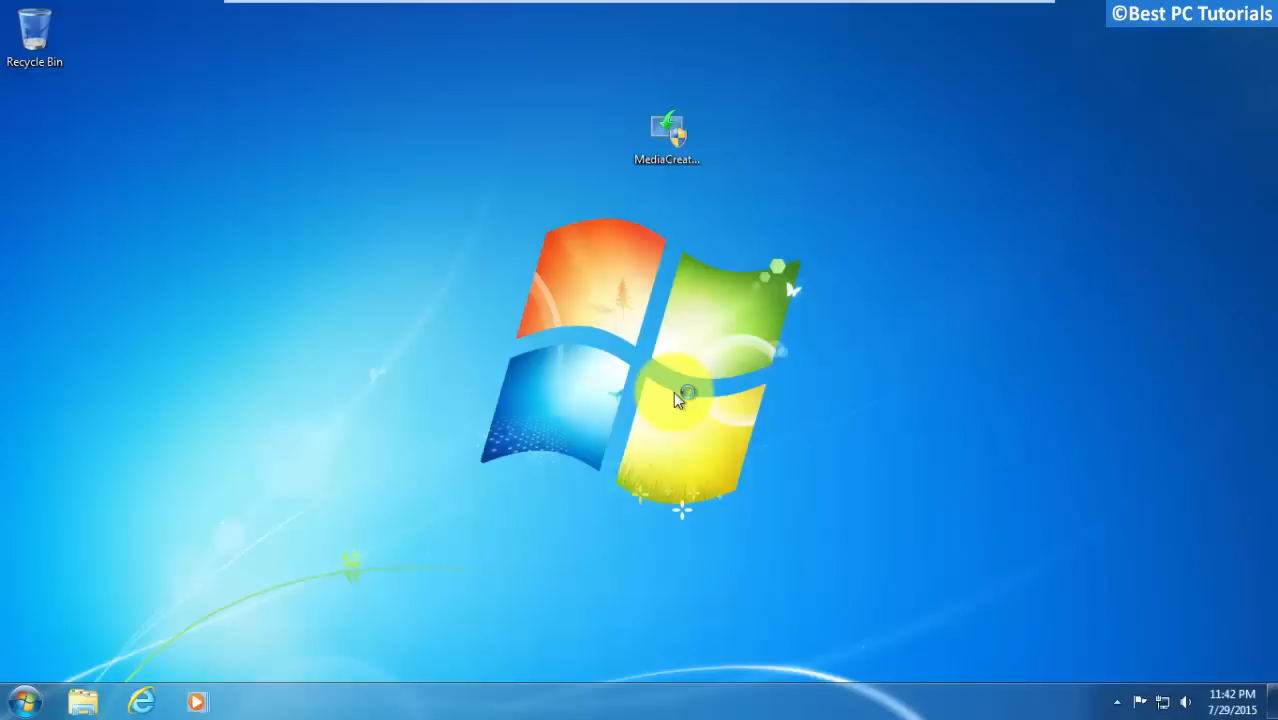 ©Best PC Tutorials
Recycle Bin
MediaCreat...
11:42 PM
7/29/2015